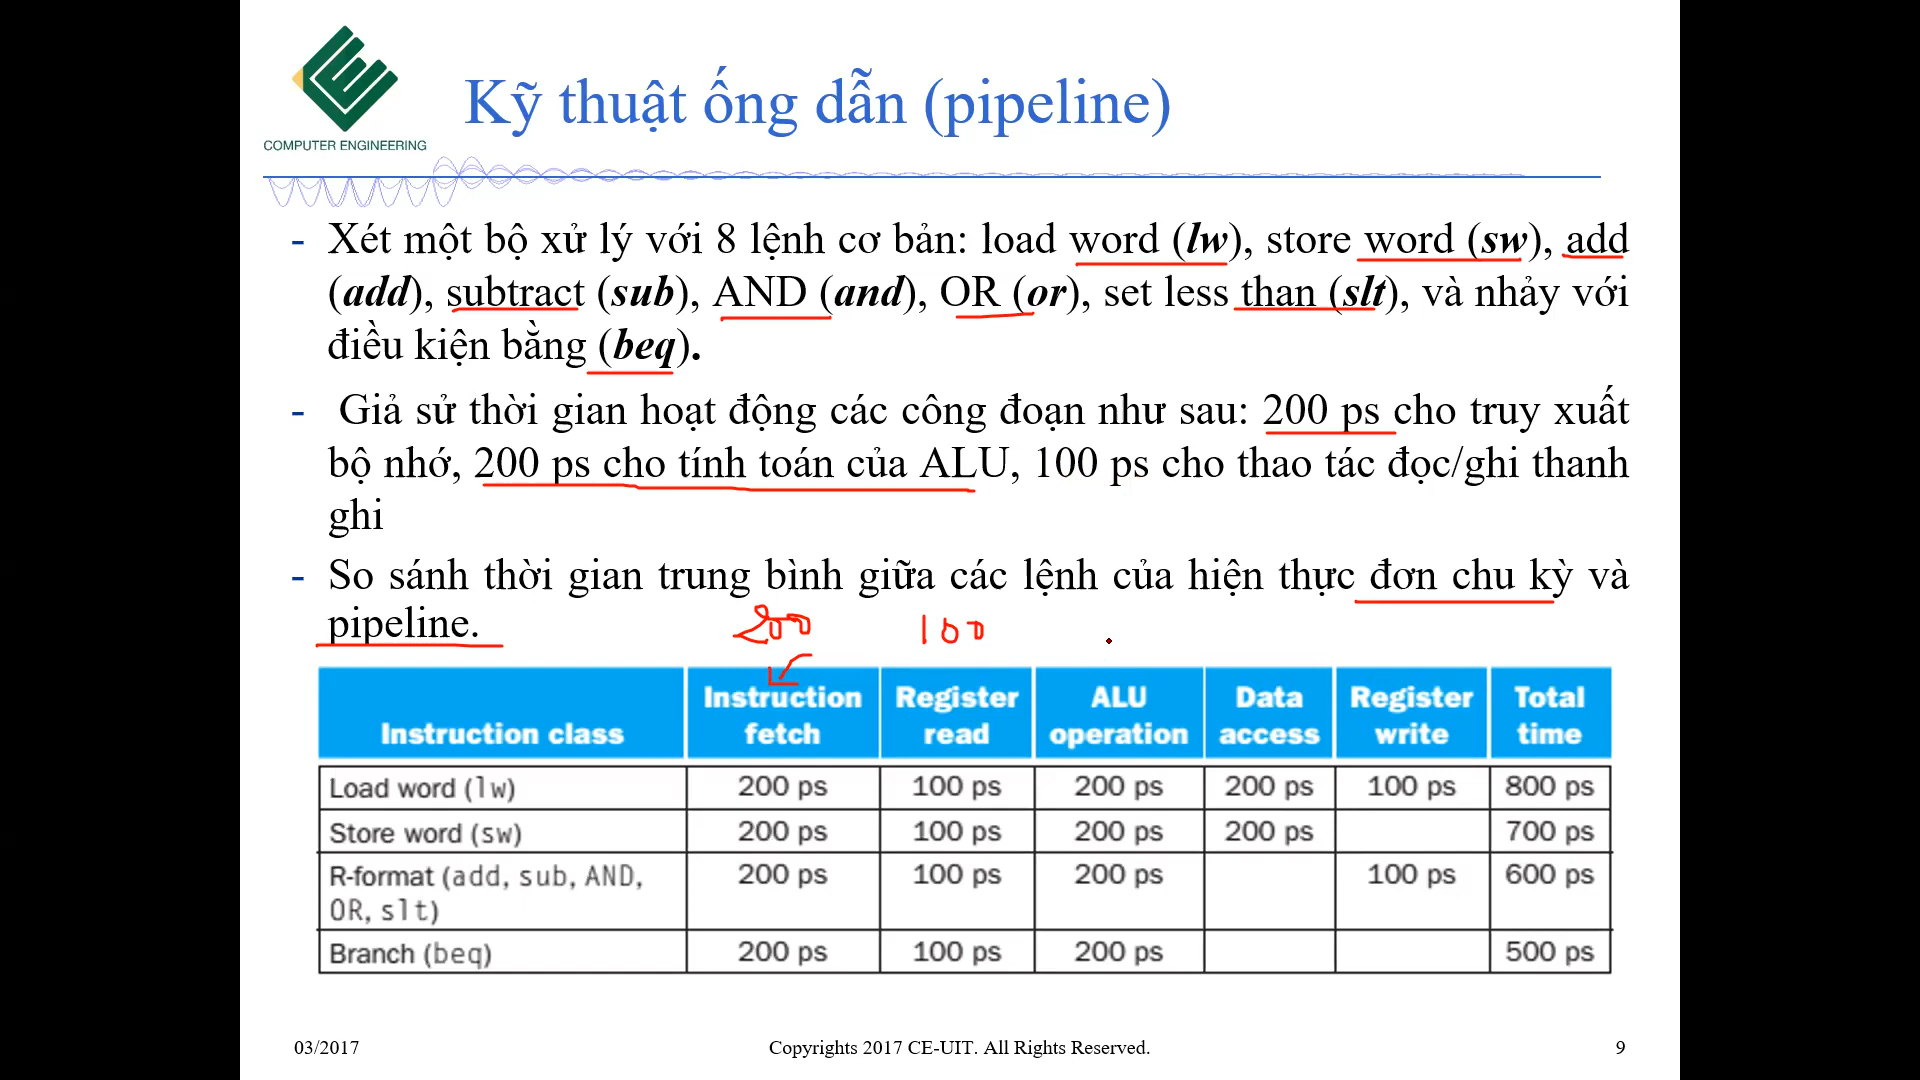 COMPUTER ENGINEERING
Kỹ thuật ống dẫn (pipeline)
- Xét một bộ xử lý với 8 lệnh cơ bản: load word (lw), store word (sw), add
(add), subtract (sub), AND (and), OR (or), set less than (slt), và nhảy với
điều kiện bằng (beq).
- Giả sử thời gian hoạt động các công đoạn như sau: 200 ps cho truy xuất
bộ nhớ, 200 ps cho tính toán của ALU, 100 ps cho thao tác đọc/ghi thanh
ghi
- So sánh thời gian trung bình giữa các lệnh của hiện thực đơn chu kỳ và
pipeline.
200 100
Instruction class Instruction fetch Register read ALU operation Data access Register write Total time
Load word (lw) 200 ps 100 ps 200 ps 200 ps 100 ps 800 ps
Store word (sw) 200 ps 100 ps 200 ps 200 ps 700 ps
R-format (add, sub, AND, 200 ps 100 ps 200 ps 100 ps 600 ps
OR, slt)
Branch (beq) 200 ps 100 ps 200 ps 500 ps
03/2017 Copyrights 2017 CE-UIT. All Rights Reserved. 9